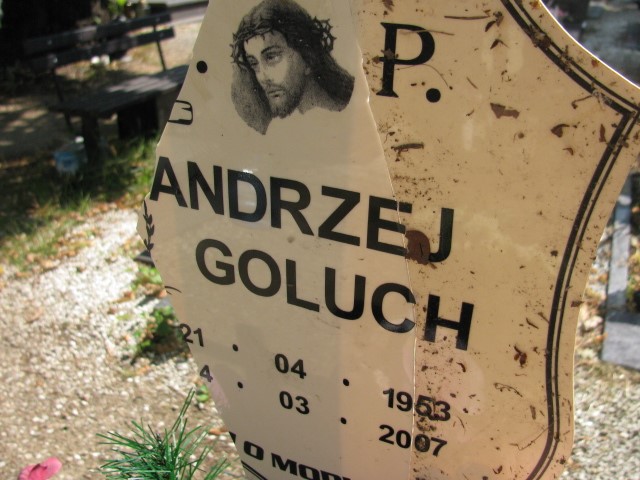 P.
ANDRZEJ
GOLUCH
21 . 04 . 1953
4 . 03 . 2007
O